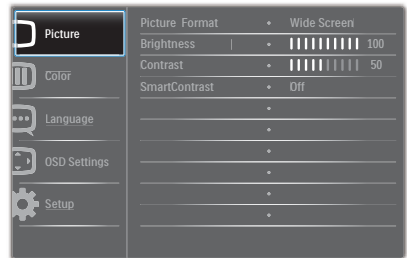 Picture
Color
Language
OSD Settings
Setup
Picture Format • Wide Screen
Brightness • 100
Contrast • 50
SmartContrast • Off